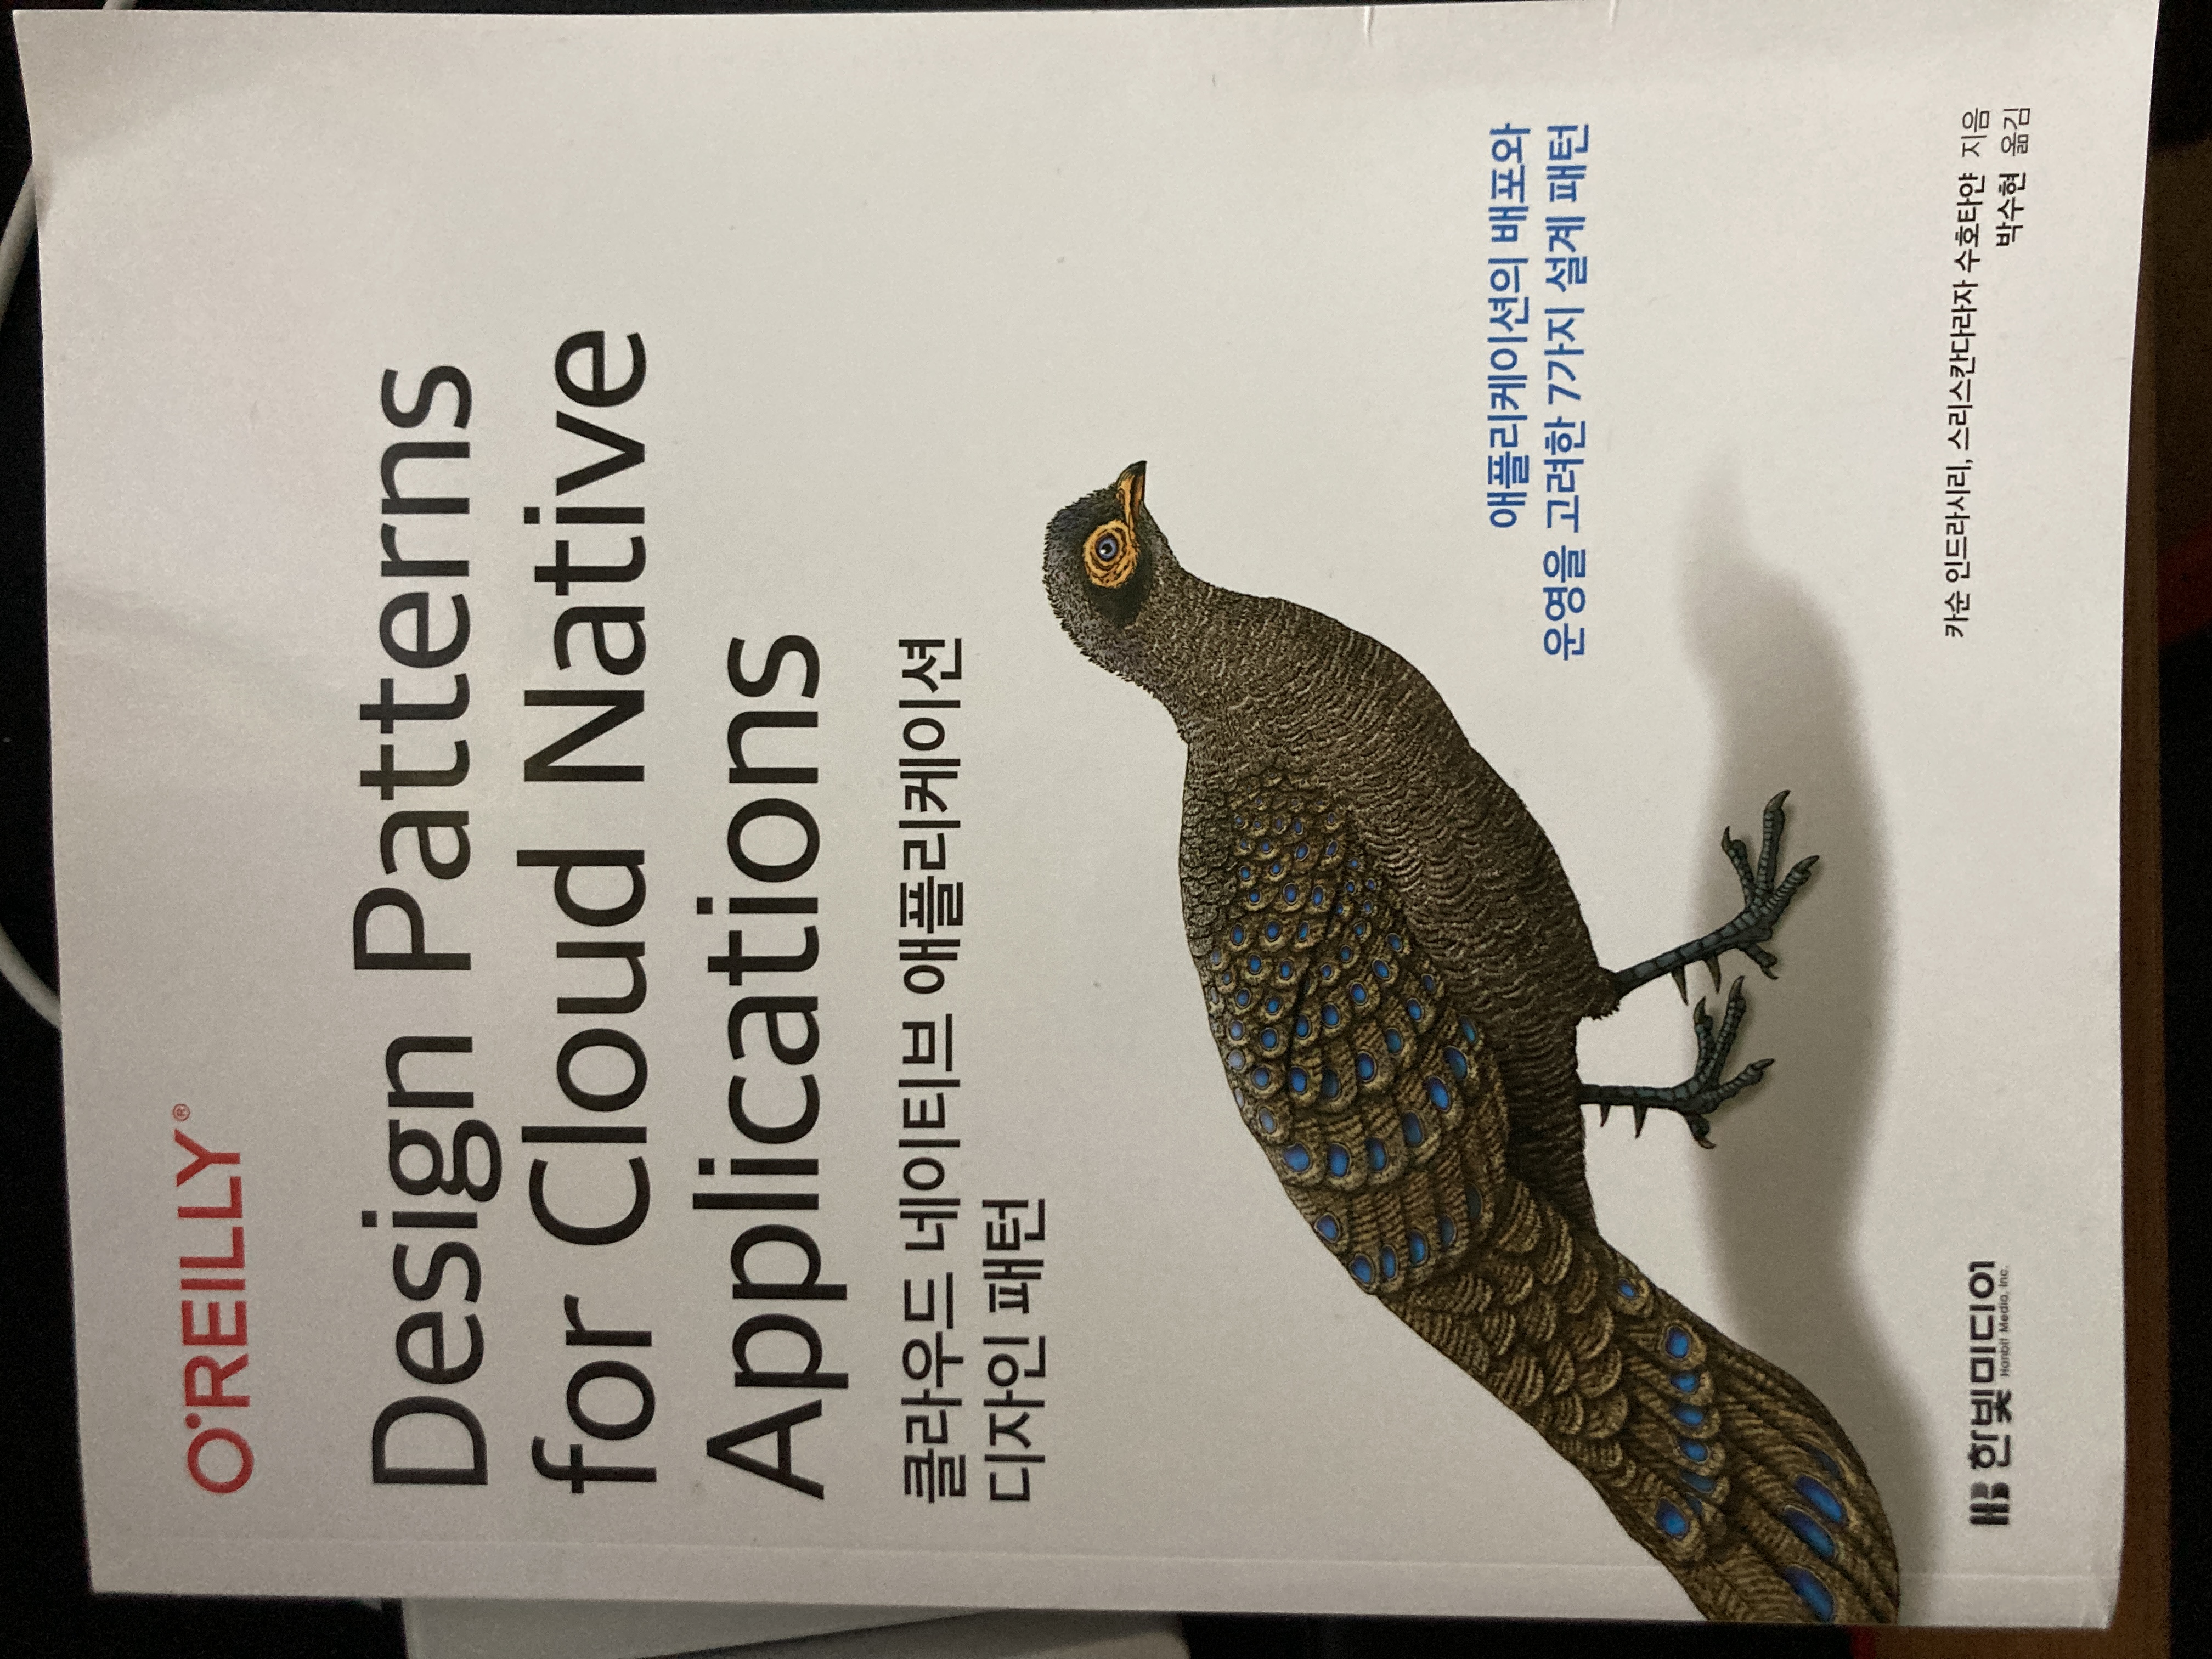 O'REILLY®
Design Patterns
for Cloud Native
Applications
클라우드 네이티브 애플리케이션
디자인 패턴
애플리케이션의 배포와
운영을 고려한 7가지 설계 패턴
카순 인드라시리, 스리스칸다라자 수호타얀 지음
박수현 옮김
HB 한빛미디어
Hanbit Media, Inc.